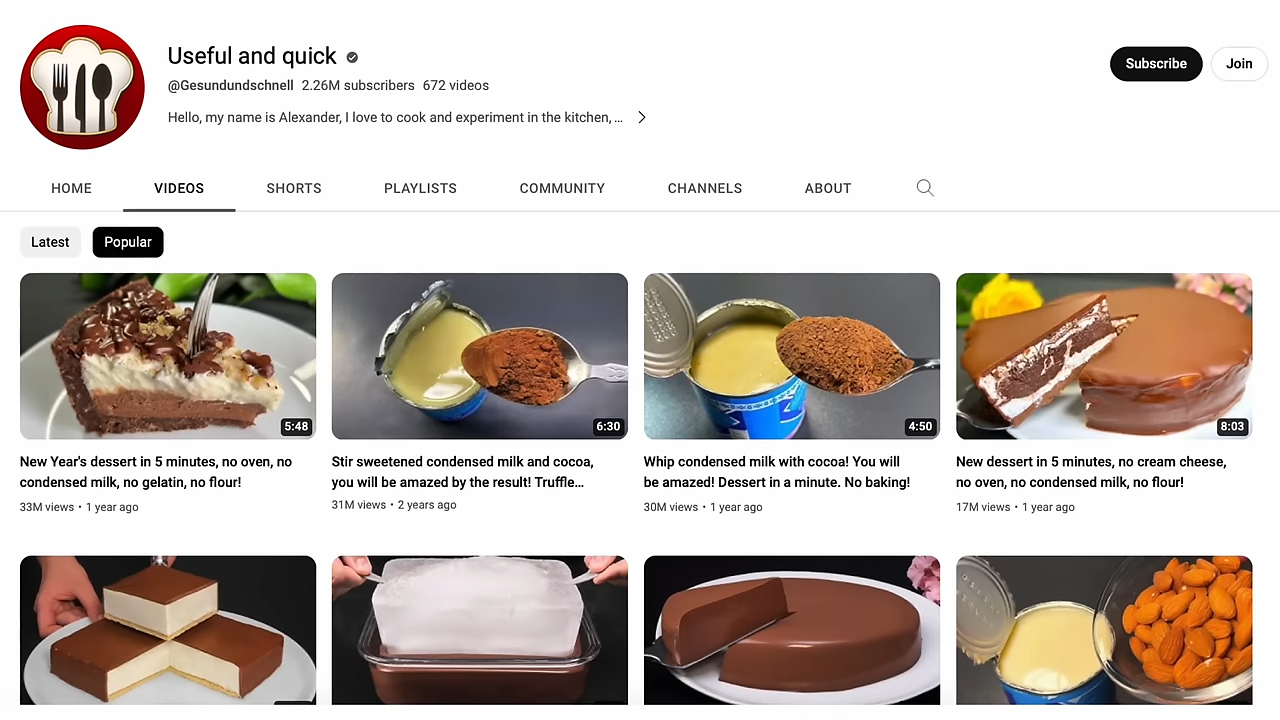 Useful and quick
@Gesundundschnell 2.26M subscribers 672 videos
Hello, my name is Alexander, I love to cook and experiment in the kitchen, ...
Subscribe
Join
HOME
VIDEOS
SHORTS
PLAYLISTS
COMMUNITY
CHANNELS
ABOUT
Latest
Popular
5:48
6:30
4:50
8:03
New Year's dessert in 5 minutes, no oven, no
condensed milk, no gelatin, no flour!
33M views • 1 year ago
Stir sweetened condensed milk and cocoa,
you will be amazed by the result! Truffle...
31M views • 2 years ago
Whip condensed milk with cocoa! You will
be amazed! Dessert in a minute. No baking!
30M views • 1 year ago
New dessert in 5 minutes, no cream cheese,
no oven, no condensed milk, no flour!
17M views • 1 year ago